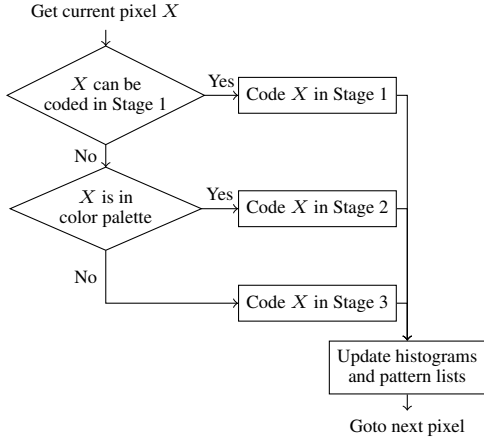 Get current pixel X
X can be
coded in Stage 1
Yes
Code X in Stage 1
No
X is in
color palette
Yes
Code X in Stage 2
No
Code X in Stage 3
Update histograms
and pattern lists
Goto next pixel